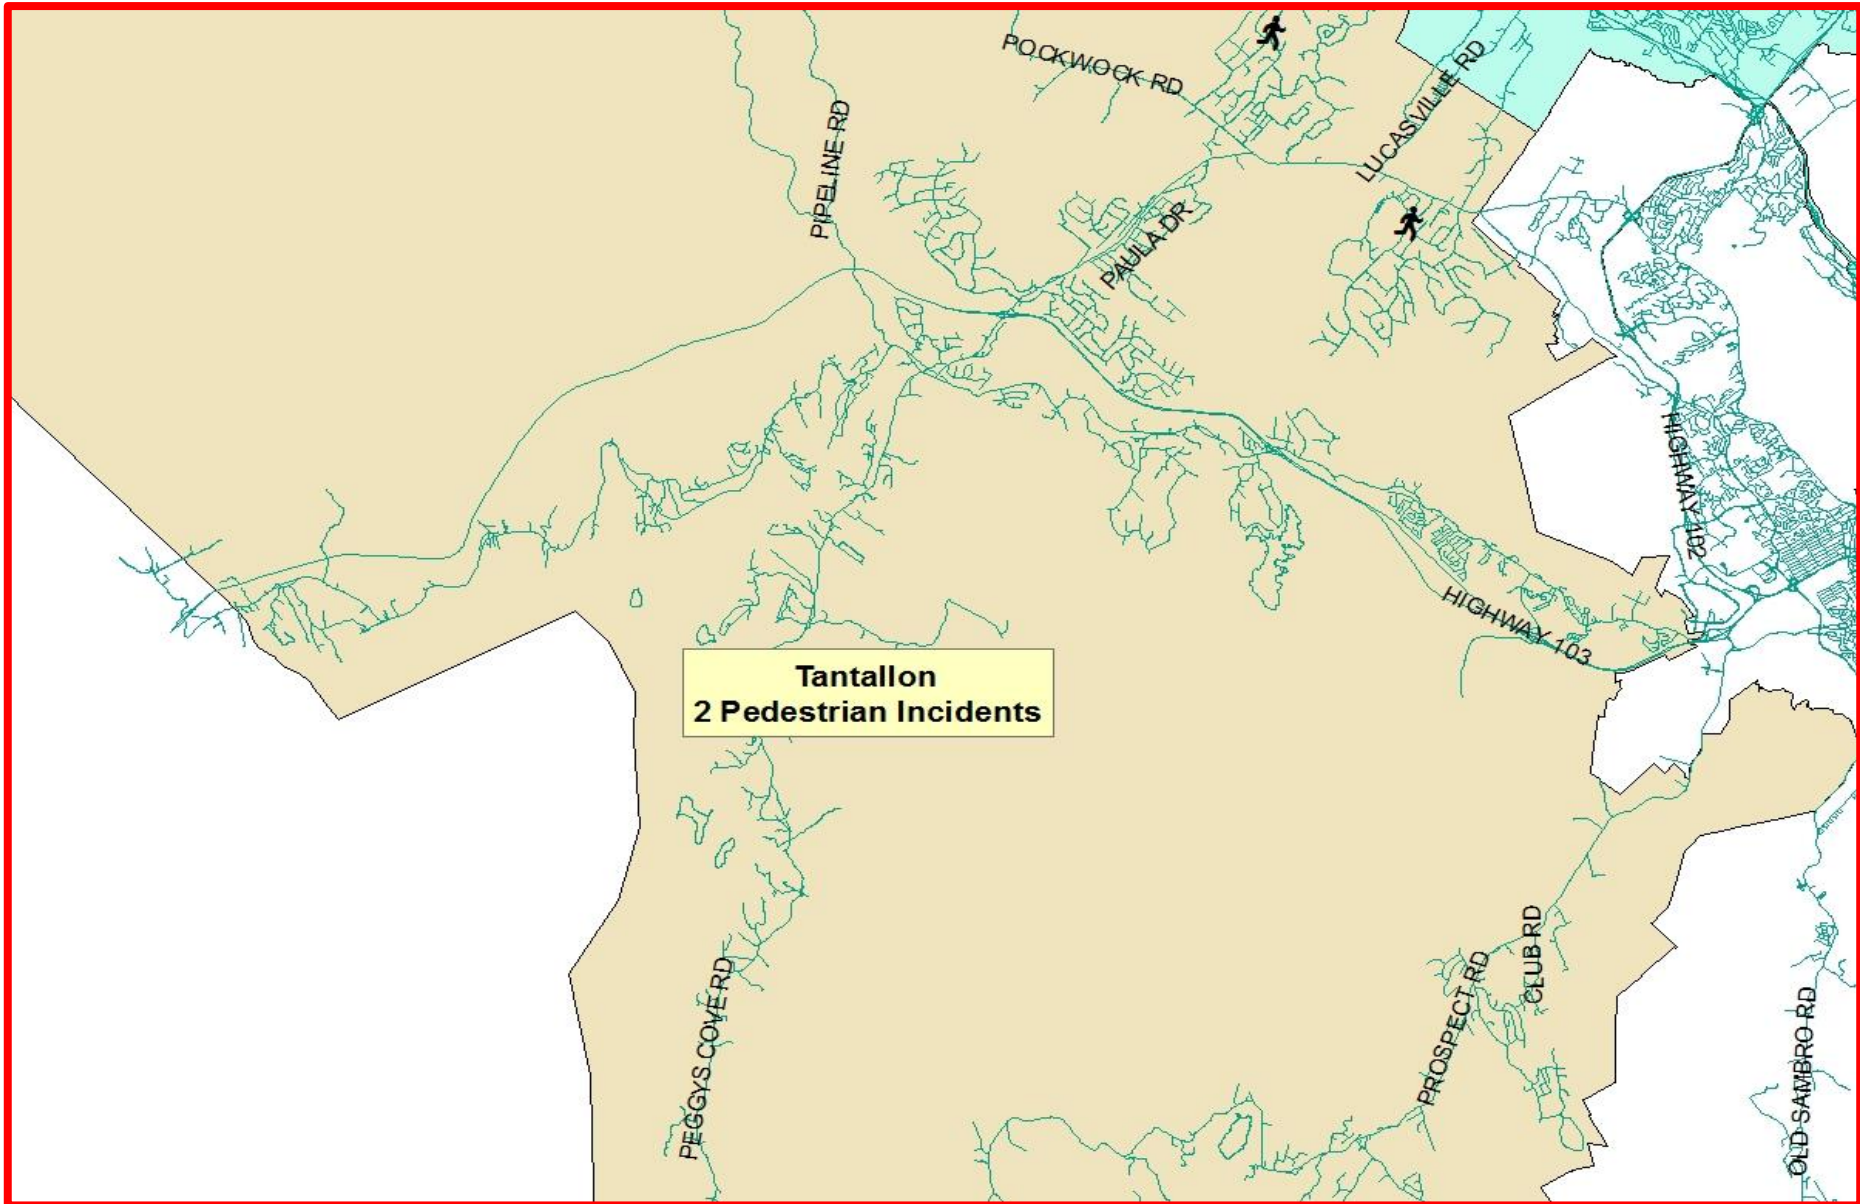 POCKWOCK RD
LUCASVILLE RD
PIPELINE RD
PAULA DR
HIGHWAY 102
HIGHWAY 103
Tantallon
2 Pedestrian Incidents
PEGGYS COVE RD
PROSPECT RD
CLUB RD
OLD SAMBRO RD